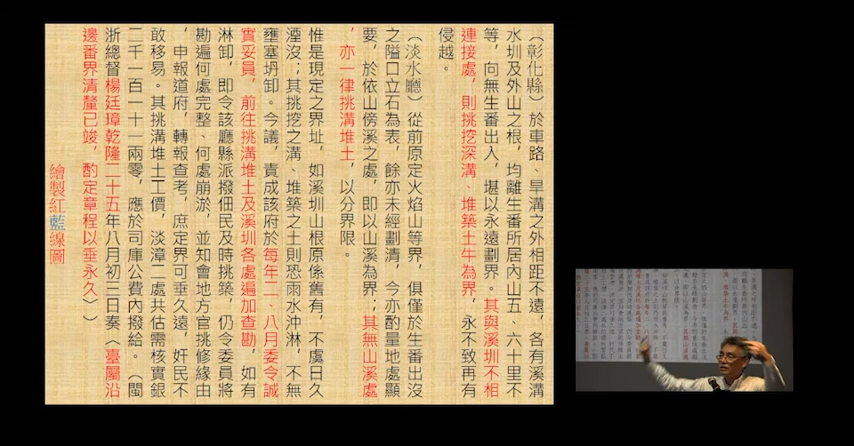 （彰化縣）於車路、旱溝之外相距不遠，各有溪溝
水圳及外山之根，均離生番所居內山五、六十里不
等，向無生番出入，堪以永遠劃界。其與溪圳不相
連接處，則挑挖深溝、堆築土牛為界，永不致再有
侵越。
（淡水廳）從前原定火焰山等界，俱僅於生番出沒
之隘口立石為表，餘亦未經劃清，今亦酌量地處顯
要，於依山傍溪之處，即以山溪為界；其無山溪處
，亦一律挑溝堆土，以分界限。
惟是現定之界址，如溪圳山根原係舊有，不虞日久
湮沒；其挑挖之溝、堆築之土則恐雨水沖淋，不無
壅塞坍卸。今議，責成該府於每年二、八月委令誠
實妥員，前往挑溝堆土及溪圳各處遍加查勘，如有
淋卸，即令該廳縣派撥佃民及時挑築，仍令委員將
勘遍何處完整、何處崩淤，並知會地方官挑修緣由
，申報道府，轉報查考，庶定界可垂久遠，奸民不
敢移易。其挑溝堆土工價，淡漳二處共估需核實銀
二千一百一十一兩零，應於司庫公費內撥給。（閩
浙總督楊廷璋乾隆二十五年八月初三日奏〈臺屬沿
邊番界清釐已竣，酌定章程以垂永久〉）
繪製紅藍線圖